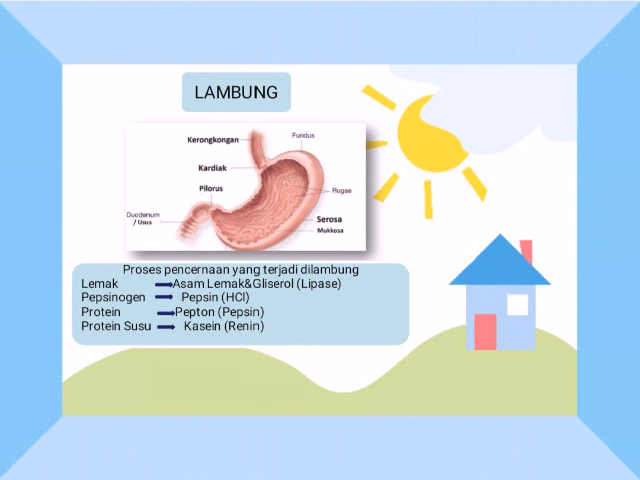 LAMBUNG
Kerongkongan
Fundus
Kardiak
Pilorus
Rugae
Duodenum
/ Usus
Serosa
Mukkosa
Proses pencernaan yang terjadi dilambung
Lemak Asam Lemak&Gliserol (Lipase)
Pepsinogen Pepsin (HCl)
Protein Pepton (Pepsin)
Protein Susu Kasein (Renin)